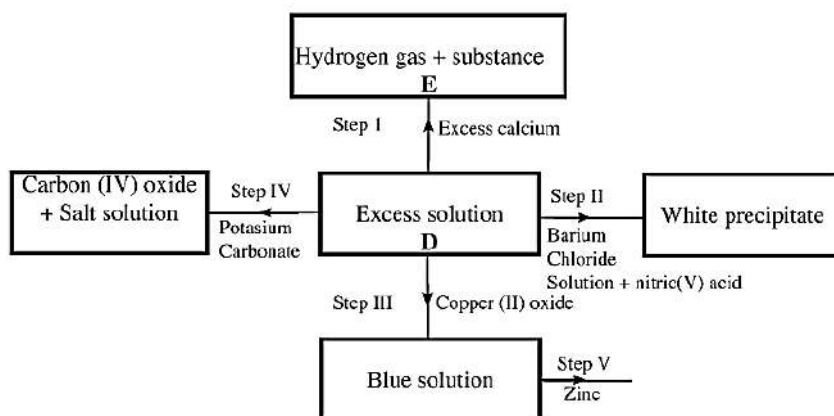 Hydrogen gas + substance
E
Step I
Excess calcium
Carbon (IV) oxide
+ Salt solution
Step IV
Potasium
Carbonate
Excess solution
D
Step II
Barium
Chloride
Solution + nitric(V) acid
White precipitate
Step III
Copper (II) oxide
Blue solution
Step V
Zinc